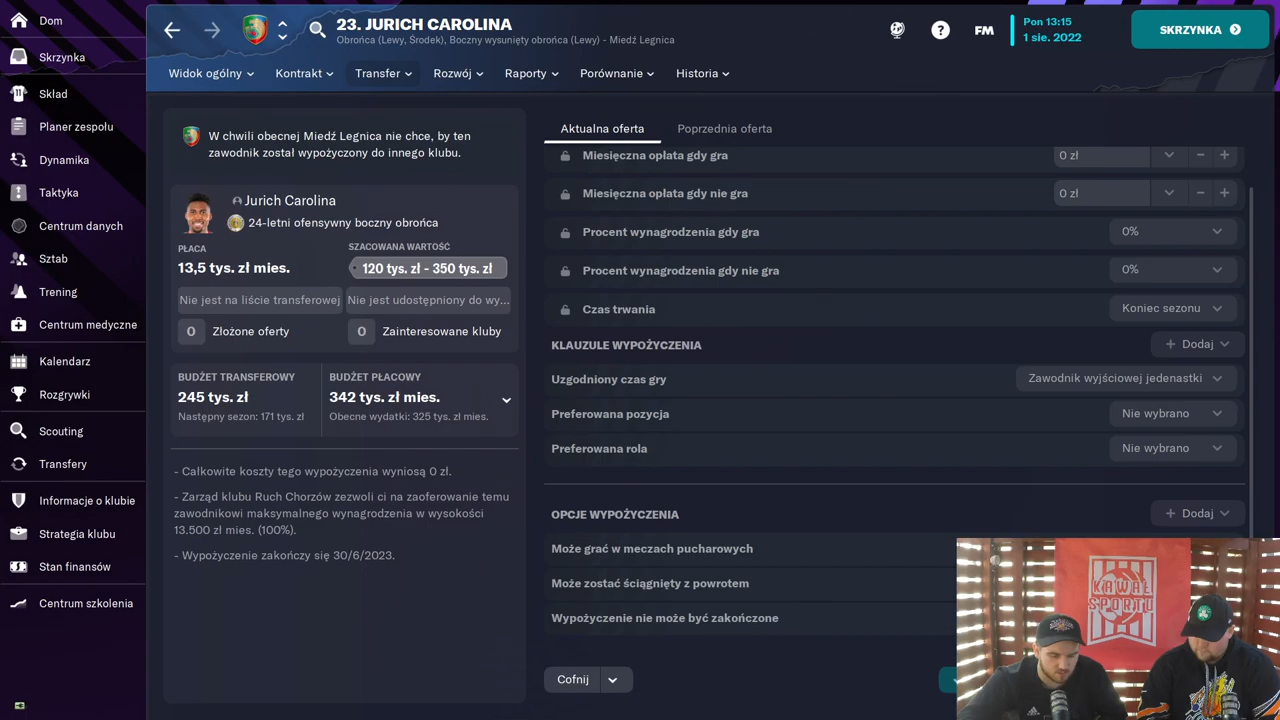 Dom
Skrzynka
Skład
Planer zespołu
Dynamika
Taktyka
Centrum danych
Sztab
Trening
Centrum medyczne
Kalendarz
Rozgrywki
Scouting
Transfery
Informacje o klubie
Strategia klubu
Stan finansów
Centrum szkolenia
23. JURICH CAROLINA
Obrońca (Lewy, Środek), Boczny wysunięty obrońca (Lewy) - Miedź Legnica
FM
Pon 13:15
1 sie. 2022
SKRZYNKA
Widok ogólny
Kontrakt
Transfer
Rozwój
Raporty
Porównanie
Historia
W chwili obecnej Miedź Legnica nie chce, by ten
zawodnik został wypożyczony do innego klubu.
Jurich Carolina
24-letni ofensywny boczny obrońca
PŁACA
13,5 tys. zł mies.
SZACOWANA WARTOŚĆ
120 tys. zł - 350 tys. zł
Nie jest na liście transferowej
Nie jest udostępniony do wy...
0 Złożone oferty
0 Zainteresowane kluby
BUDŻET TRANSFEROWY
245 tys. zł
Następny sezon: 171 tys. zł
BUDŻET PŁACOWY
342 tys. zł mies.
Obecne wydatki: 325 tys. zł mies.
- Całkowite koszty tego wypożyczenia wyniosą 0 zł.
- Zarząd klubu Ruch Chorzów zezwoli ci na zaoferowanie temu
zawodnikowi maksymalnego wynagrodzenia w wysokości
13.500 zł mies. (100%).
- Wypożyczenie zakończy się 30/6/2023.
Aktualna oferta
Poprzednia oferta
Miesięczna opłata gdy gra 0 zł
Miesięczna opłata gdy nie gra 0 zł
Procent wynagrodzenia gdy gra 0%
Procent wynagrodzenia gdy nie gra 0%
Czas trwania Koniec sezonu
KLAUZULE WYPOŻYCZENIA + Dodaj
Uzgodniony czas gry Zawodnik wyjściowej jedenastki
Preferowana pozycja Nie wybrano
Preferowana rola Nie wybrano
OPCJE WYPOŻYCZENIA + Dodaj
Może grać w meczach pucharowych
Może zostać ściągnięty z powrotem
Wypożyczenie nie może być zakończone
Cofnij
KAWAŁ
SPORTU